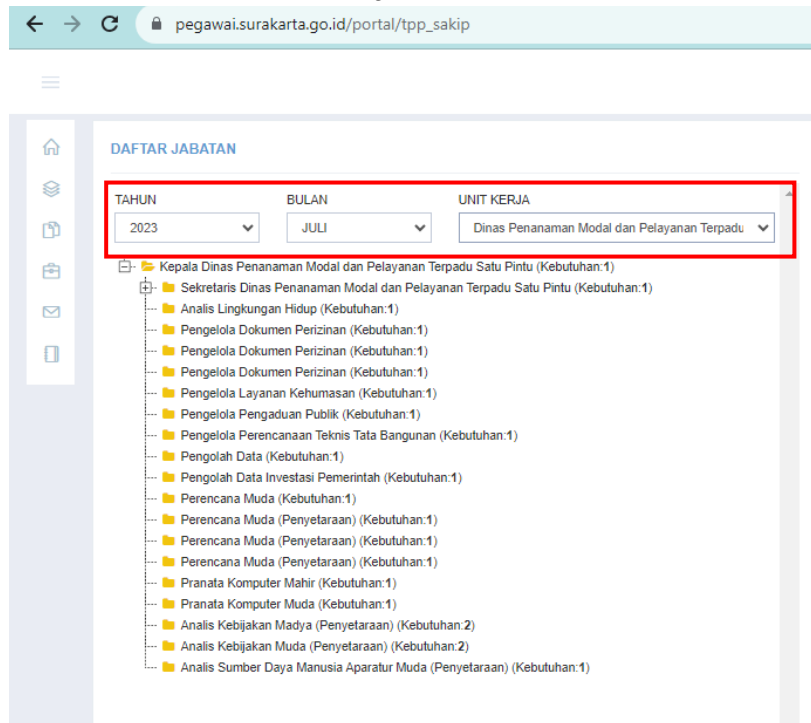 pegawai.surakarta.go.id/portal/tpp_sakip
DAFTAR JABATAN
TAHUN BULAN UNIT KERJA
2023 JULI Dinas Penanaman Modal dan Pelayanan Terpadu
Kepala Dinas Penanaman Modal dan Pelayanan Terpadu Satu Pintu (Kebutuhan:1)
Sekretaris Dinas Penanaman Modal dan Pelayanan Terpadu Satu Pintu (Kebutuhan:1)
Analis Lingkungan Hidup (Kebutuhan:1)
Pengelola Dokumen Perizinan (Kebutuhan:1)
Pengelola Dokumen Perizinan (Kebutuhan:1)
Pengelola Dokumen Perizinan (Kebutuhan:1)
Pengelola Layanan Kehumasan (Kebutuhan:1)
Pengelola Pengaduan Publik (Kebutuhan:1)
Pengelola Perencanaan Teknis Tata Bangunan (Kebutuhan:1)
Pengolah Data (Kebutuhan:1)
Pengolah Data Investasi Pemerintah (Kebutuhan:1)
Perencana Muda (Kebutuhan:1)
Perencana Muda (Penyetaraan) (Kebutuhan:1)
Perencana Muda (Penyetaraan) (Kebutuhan:1)
Perencana Muda (Penyetaraan) (Kebutuhan:1)
Pranata Komputer Mahir (Kebutuhan:1)
Pranata Komputer Muda (Kebutuhan:1)
Analis Kebijakan Madya (Penyetaraan) (Kebutuhan:2)
Analis Kebijakan Muda (Penyetaraan) (Kebutuhan:2)
Analis Sumber Daya Manusia Aparatur Muda (Penyetaraan) (Kebutuhan:1)